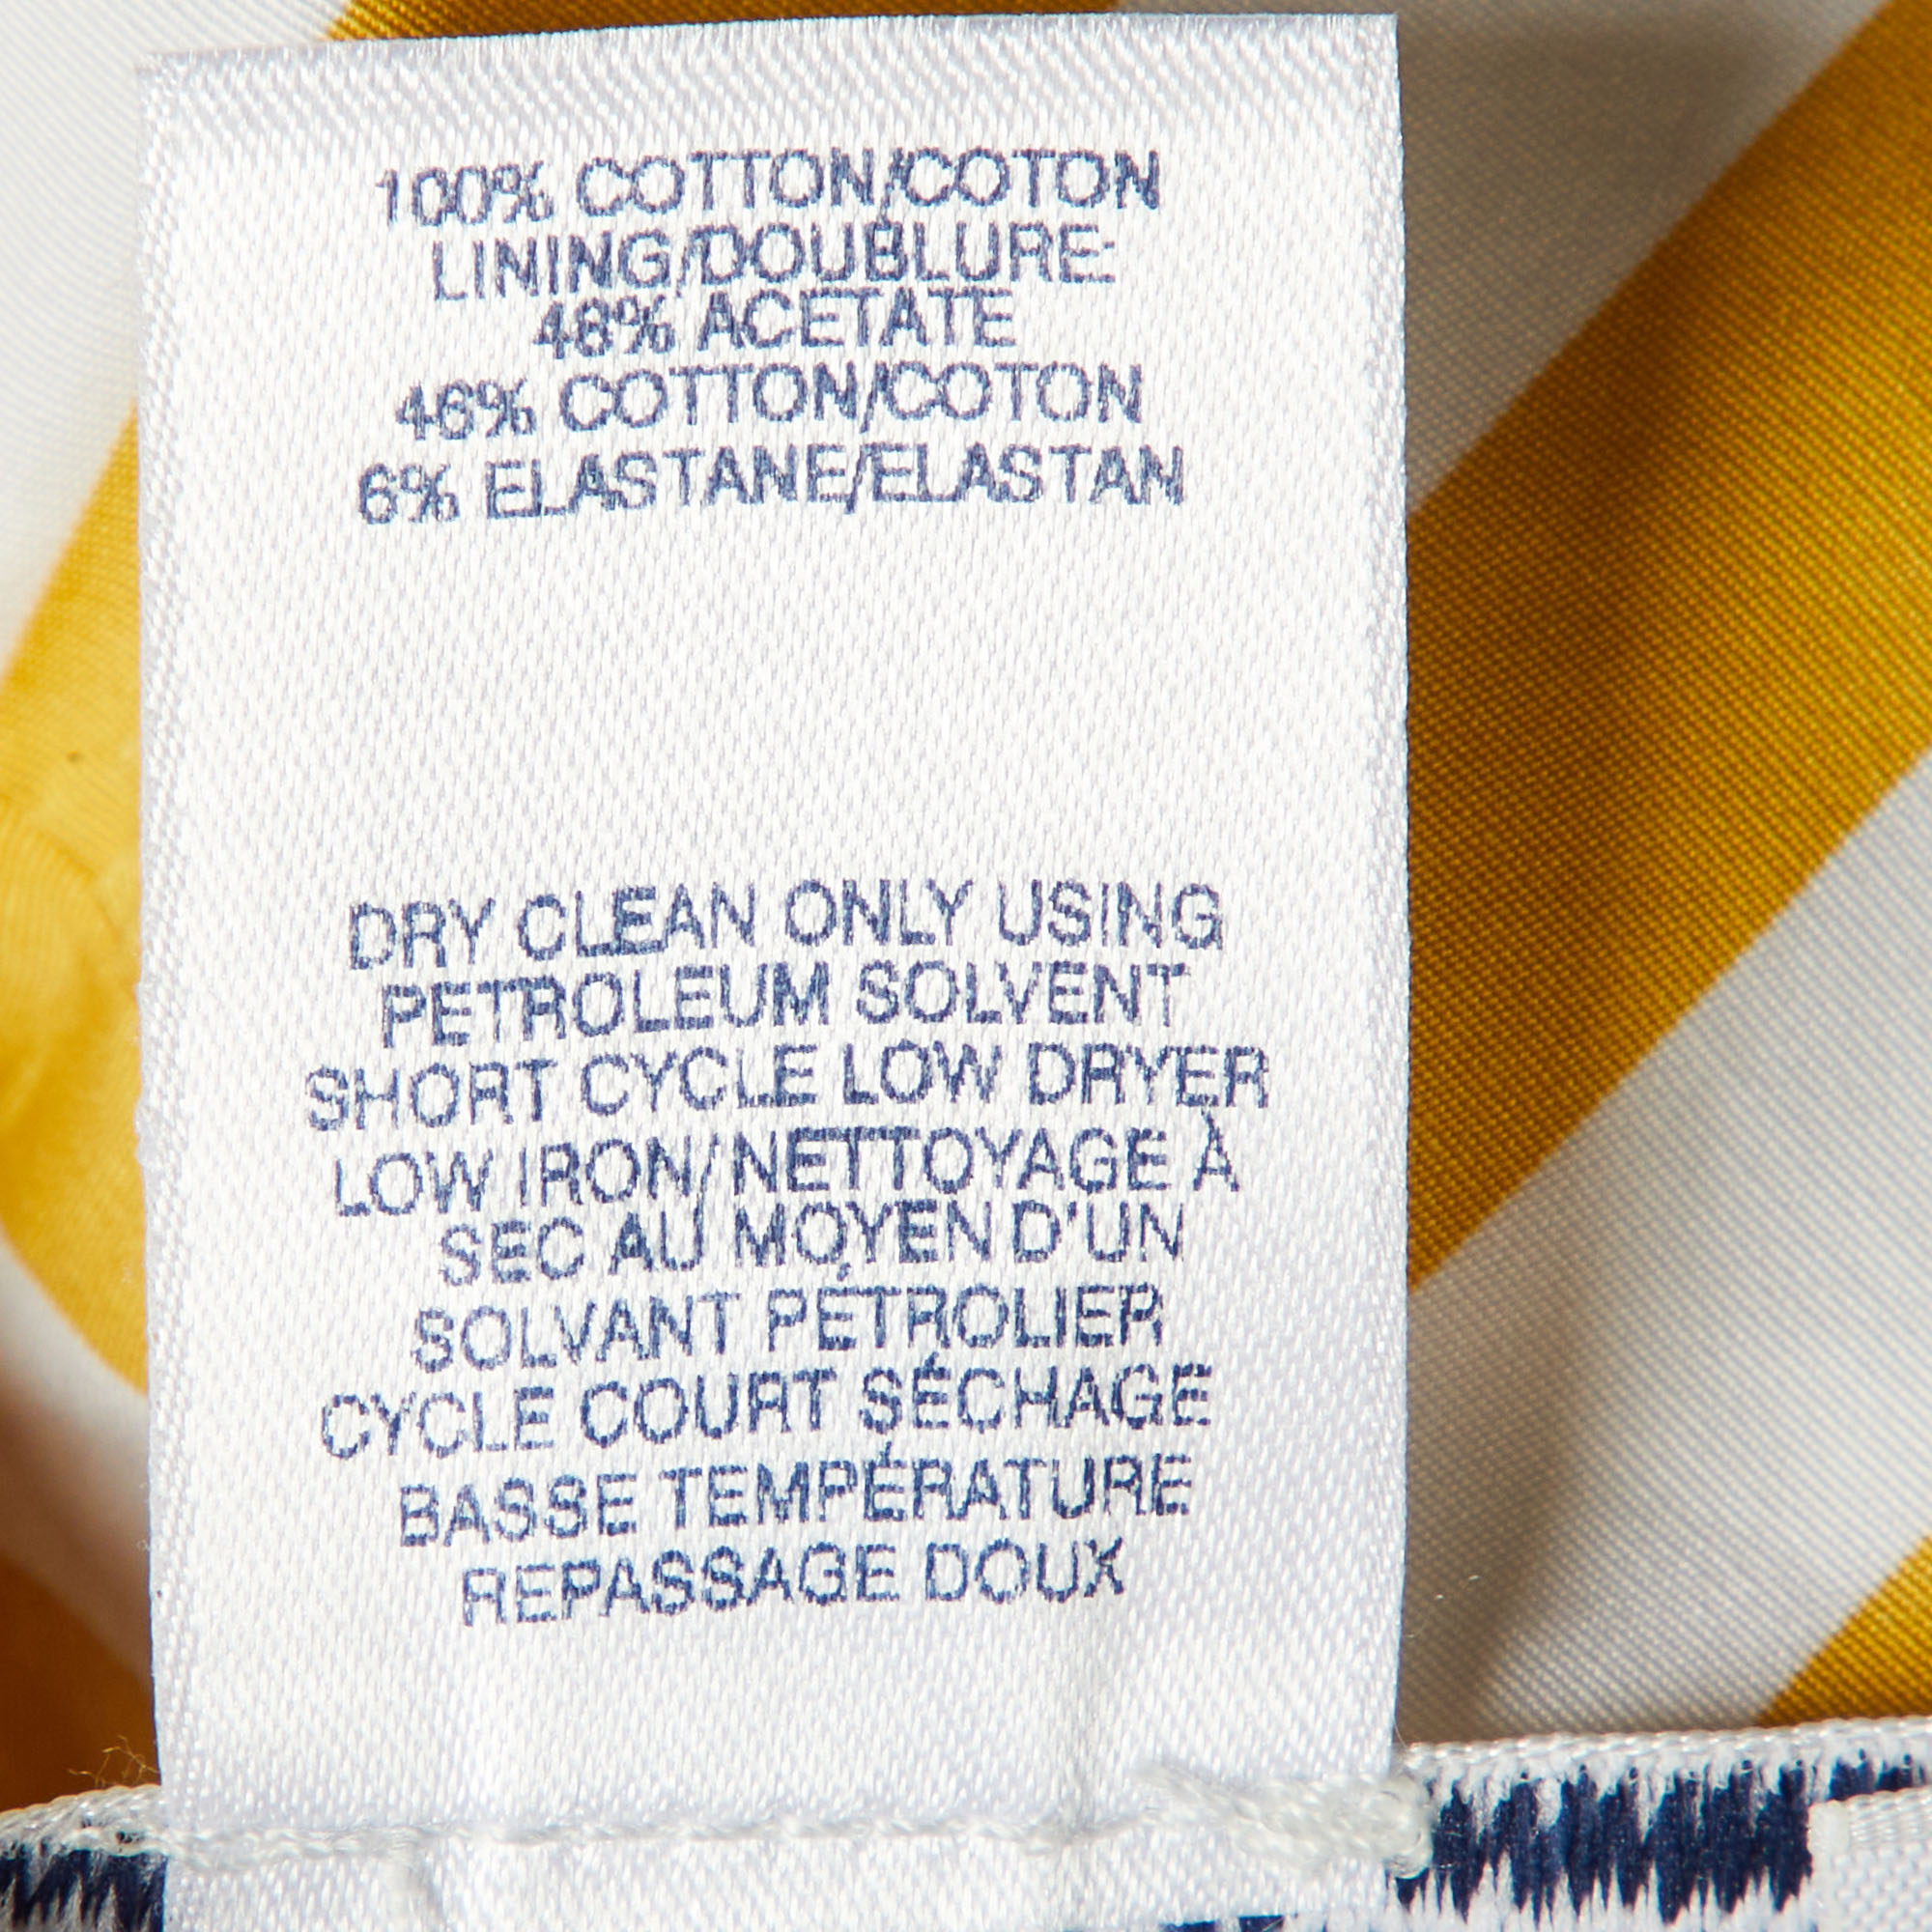 100% COTTON/COTON
LINING/DOUBLURE:
48% ACETATE
46% COTTON/COTON
6% ELASTANE/ELASTAN
DRY CLEAN ONLY USING
PETROLEUM SOLVENT
SHORT CYCLE LOW DRYER
LOW IRON/NETTOYAGE À
SEC AU MOYEN D'UN
SOLVANT PÉTROLIER
CYCLE COURT SÉCHAGE
BASSE TEMPÉRATURE
REPASSAGE DOUX